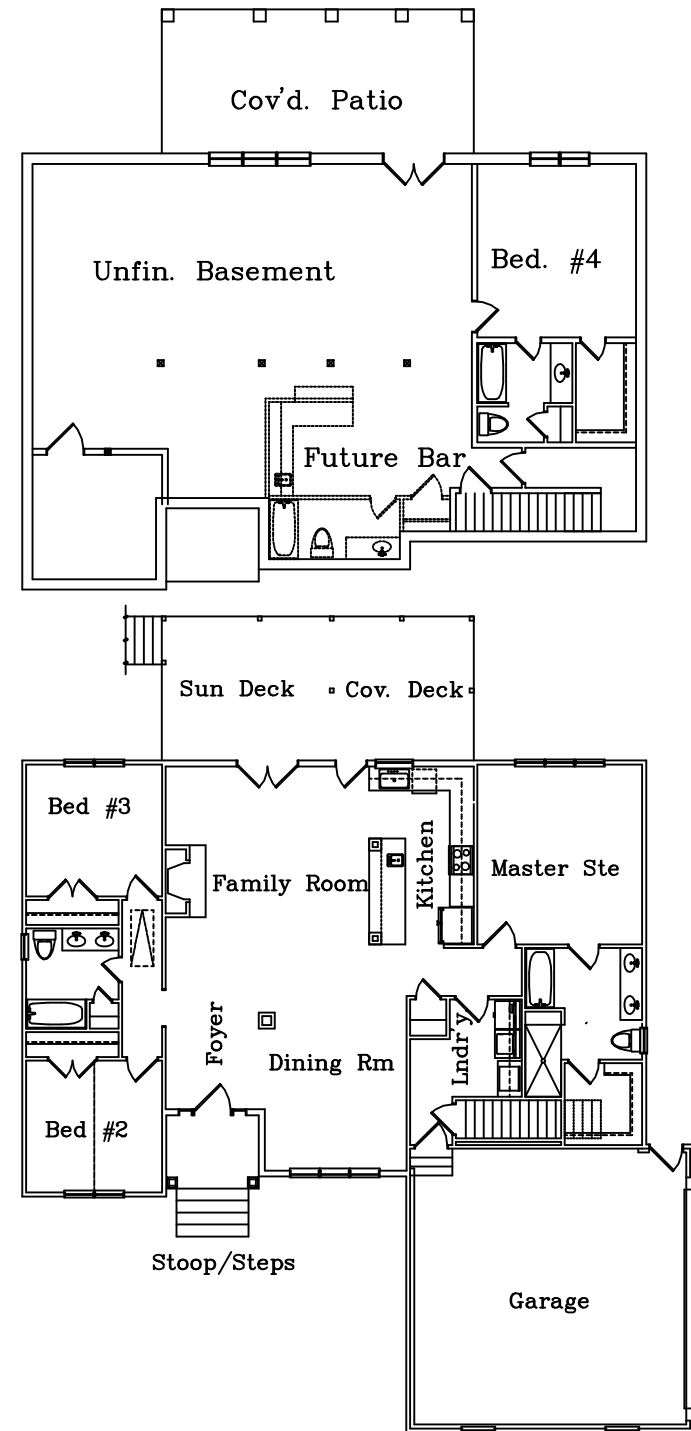 Cov'd. Patio
Unfin. Basement
Bed. #4
Future Bar
Sun Deck
Cov. Deck
Bed #3
Family Room
Kitchen
Master Ste
Foyer
Dining Rm
Lndr'y
Bed #2
Stoop/Steps
Garage